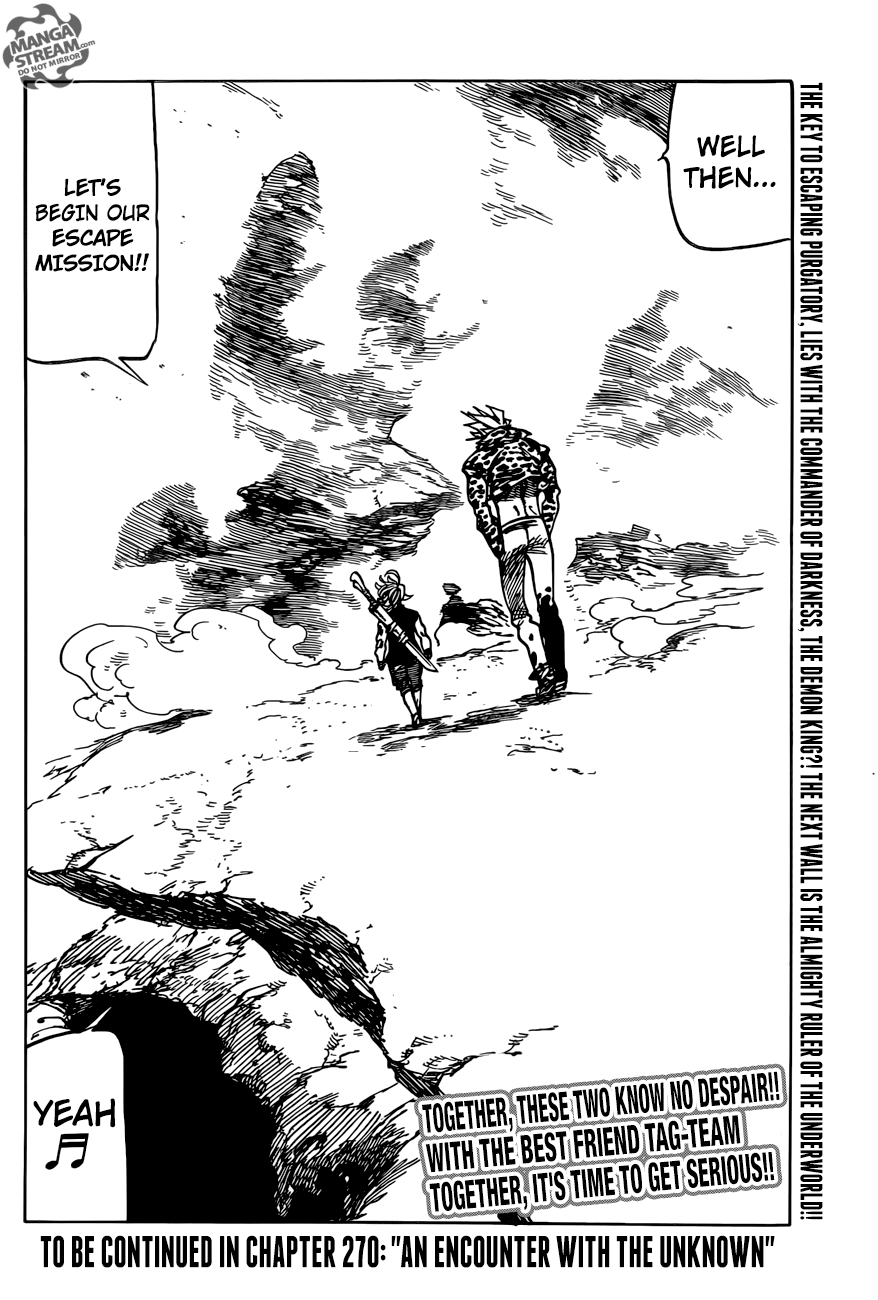 MANGA
STREAM.com
DO NOT MIRROR
THE KEY TO ESCAPING PURGATORY, LIES WITH THE COMMANDER OF DARKNESS, THE DEMON KING?! THE NEXT WALL IS THE ALMIGHTY RULER OF THE UNDERWORLD!!
WELL
THEN...
LET'S
BEGIN OUR
ESCAPE
MISSION!!
YEAH
♫
TOGETHER, THESE TWO KNOW NO DESPAIR!!
WITH THE BEST FRIEND TAG-TEAM
TOGETHER, IT'S TIME TO GET SERIOUS!!
TO BE CONTINUED IN CHAPTER 270: "AN ENCOUNTER WITH THE UNKNOWN"